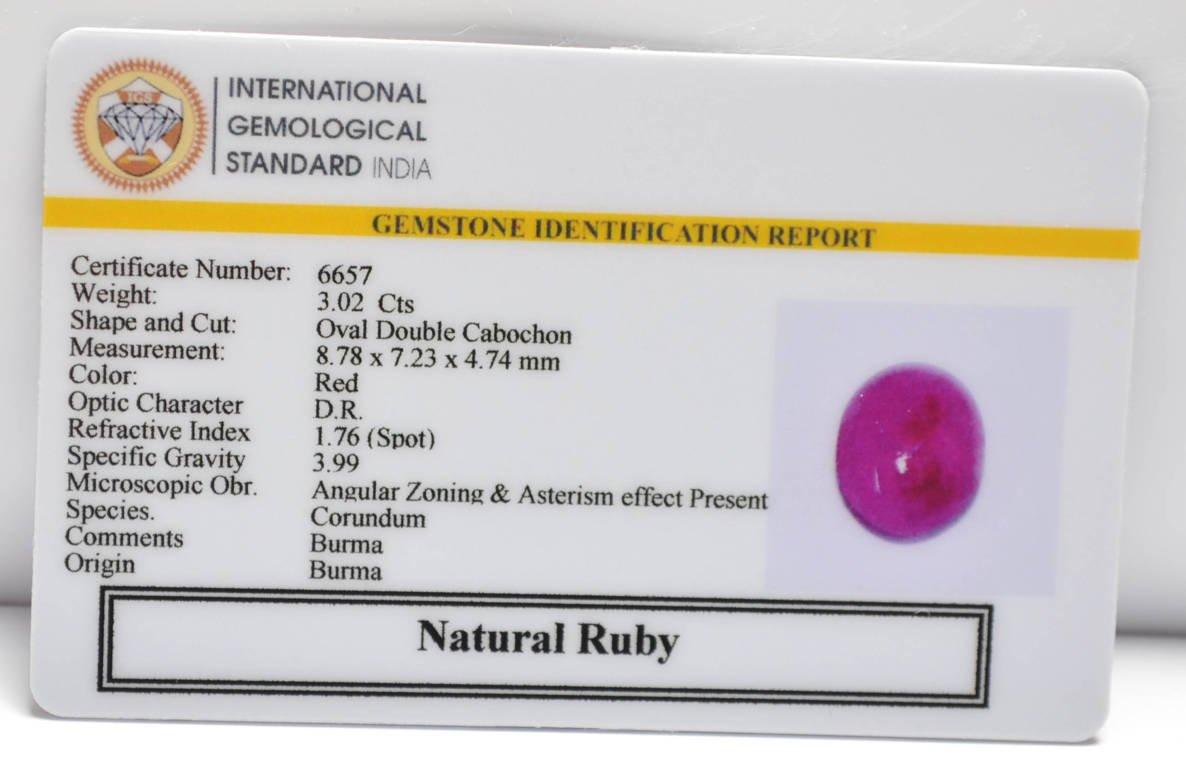 IGS
INTERNATIONAL
GEMOLOGICAL
STANDARD INDIA
GEMSTONE IDENTIFICATION REPORT
Certificate Number: 6657
Weight: 3.02 Cts
Shape and Cut: Oval Double Cabochon
Measurement: 8.78 x 7.23 x 4.74 mm
Color: Red
Optic Character D.R.
Refractive Index 1.76 (Spot)
Specific Gravity 3.99
Microscopic Obr. Angular Zoning & Asterism effect Present
Species. Corundum
Comments Burma
Origin Burma
Natural Ruby